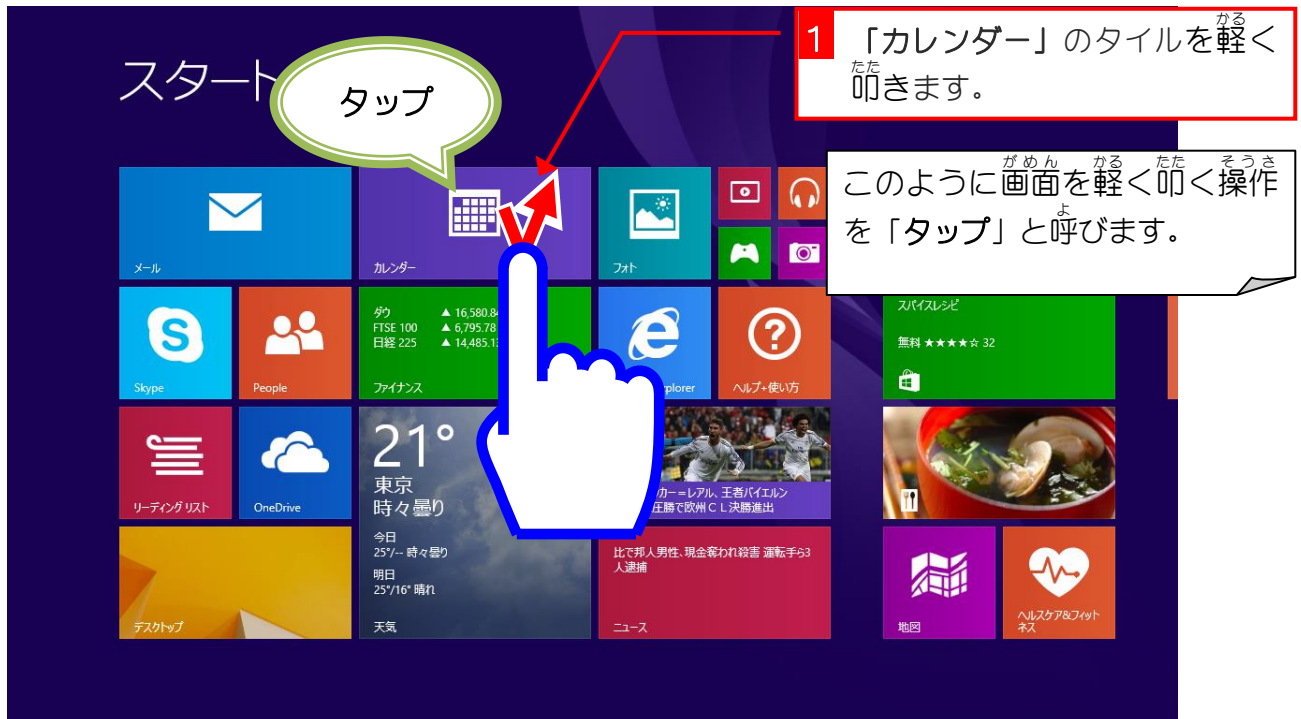 スタート
タップ
1 「カレンダー」のタイルを軽く
叩きます。
このように画面を軽く叩く操作
を「タップ」と呼びます。
メール
カレンダー
フォト
Skype
People
ダウ ▲ 16,580.84
FTSE 100 ▲ 6,795.78
日経 225 ▲ 14,485.13
ファイナンス
plorer
ヘルプ+使い方
スパイスレシピ
無料 ★★★★☆ 32
リーディングリスト
OneDrive
21°
東京
時々曇り
今日
25°/-- 時々曇り
明日
25°/16° 晴れ
天気
カー=レアル、王者バイエルン
圧勝で欧州CL決勝進出
比で邦人男性、現金奪われ殺害 運転手ら3
人逮捕
ニュース
デスクトップ
地図
ヘルスケア&フィット
ネス